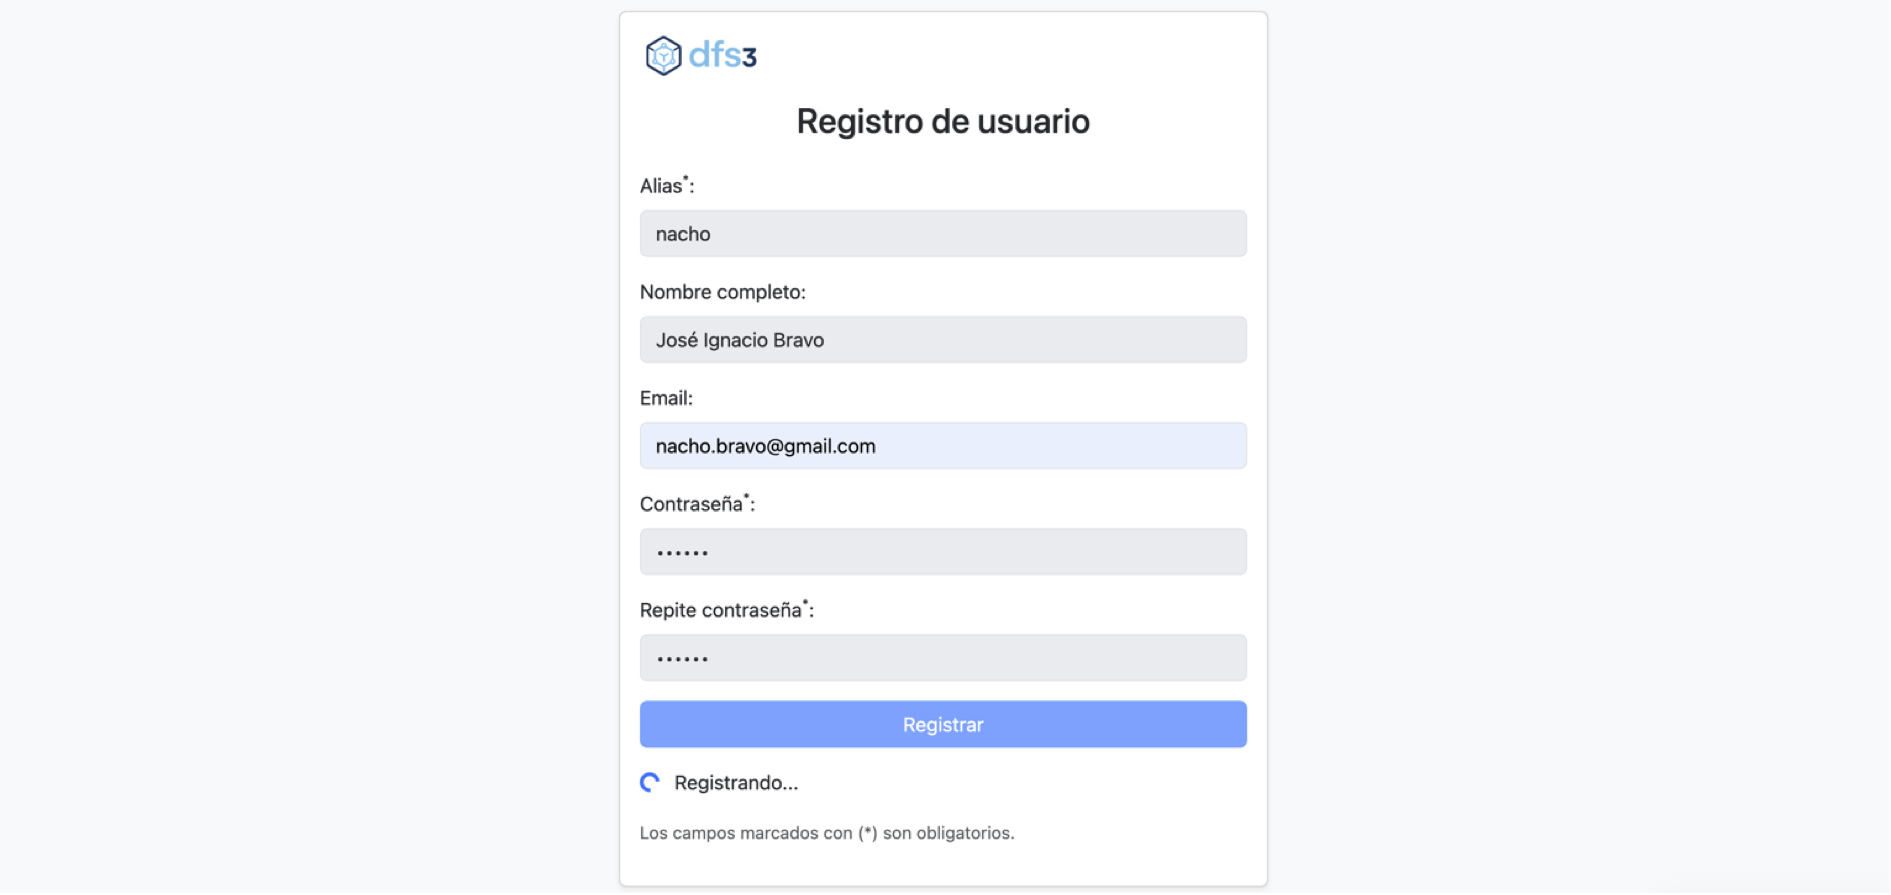 dfs3
Registro de usuario
Alias*:
nacho
Nombre completo:
José Ignacio Bravo
Email:
nacho.bravo@gmail.com
Contraseña*:
••••••
Repite contraseña*:
••••••
Registrar
Registrando...
Los campos marcados con (*) son obligatorios.